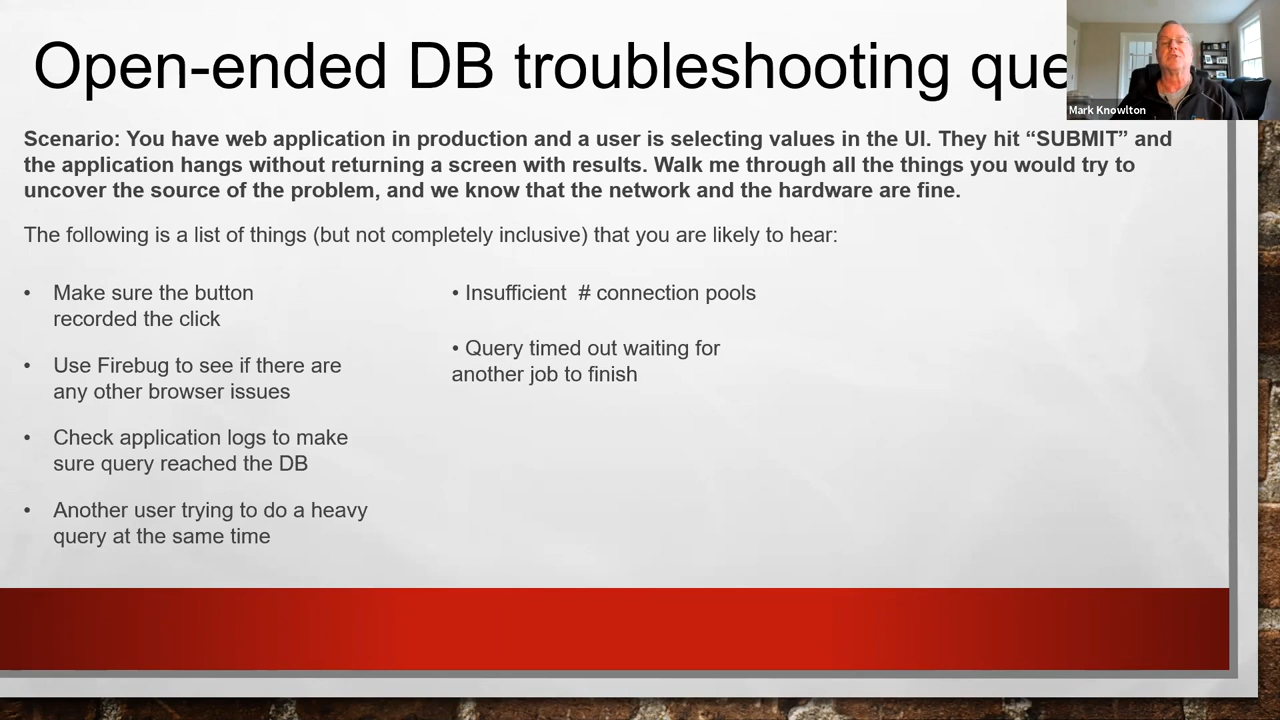 Open-ended DB troubleshooting que
Mark Knowlton
Scenario: You have web application in production and a user is selecting values in the UI. They hit “SUBMIT” and
the application hangs without returning a screen with results. Walk me through all the things you would try to
uncover the source of the problem, and we know that the network and the hardware are fine.
The following is a list of things (but not completely inclusive) that you are likely to hear:
• Make sure the button
recorded the click
• Use Firebug to see if there are
any other browser issues
• Check application logs to make
sure query reached the DB
• Another user trying to do a heavy
query at the same time
• Insufficient # connection pools
• Query timed out waiting for
another job to finish